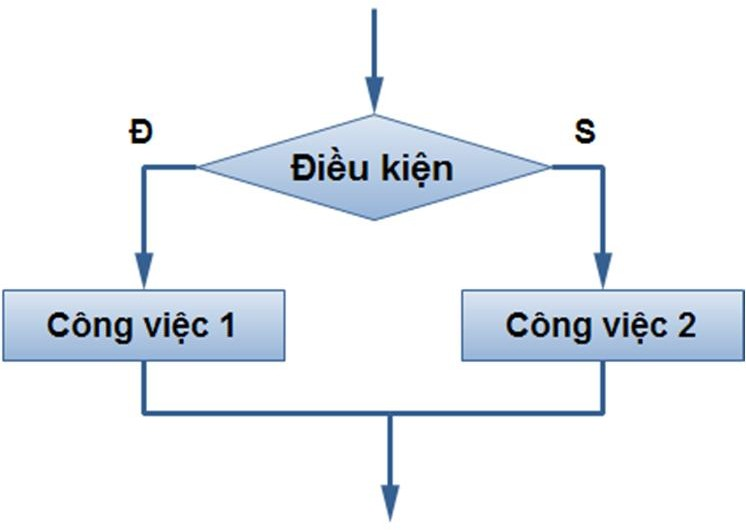 Đ
S
Điều kiện
Công việc 1
Công việc 2